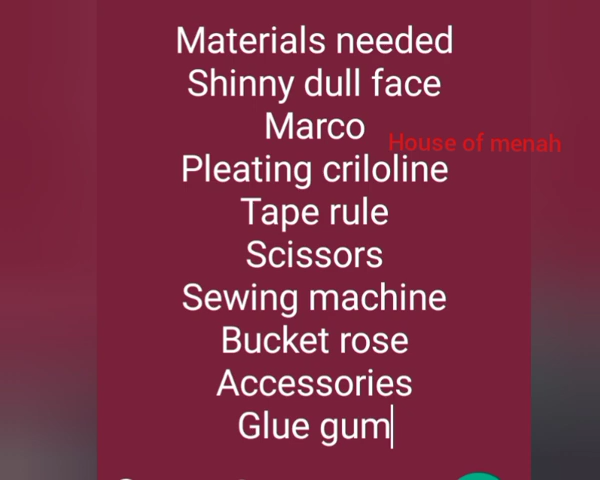 Materials needed
Shinny dull face
Marco
House of menah
Pleating criloline
Tape rule
Scissors
Sewing machine
Bucket rose
Accessories
Glue gum